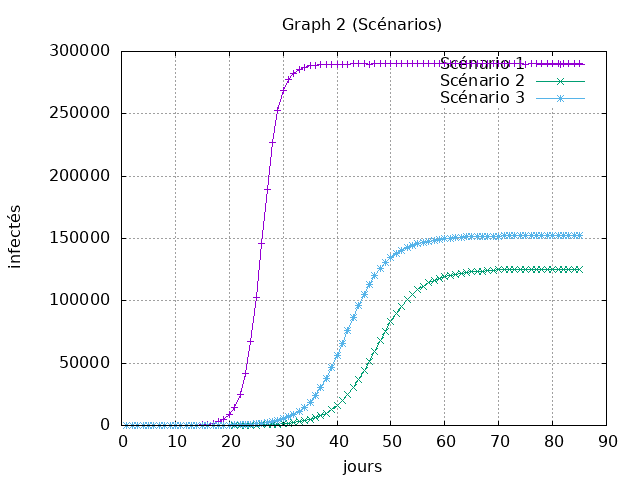 Graph 2 (Scénarios)
300000
250000
200000
150000
100000
50000
0
infectés
Scénario 1
Scénario 2
Scénario 3
0 10 20 30 40 50 60 70 80 90
jours